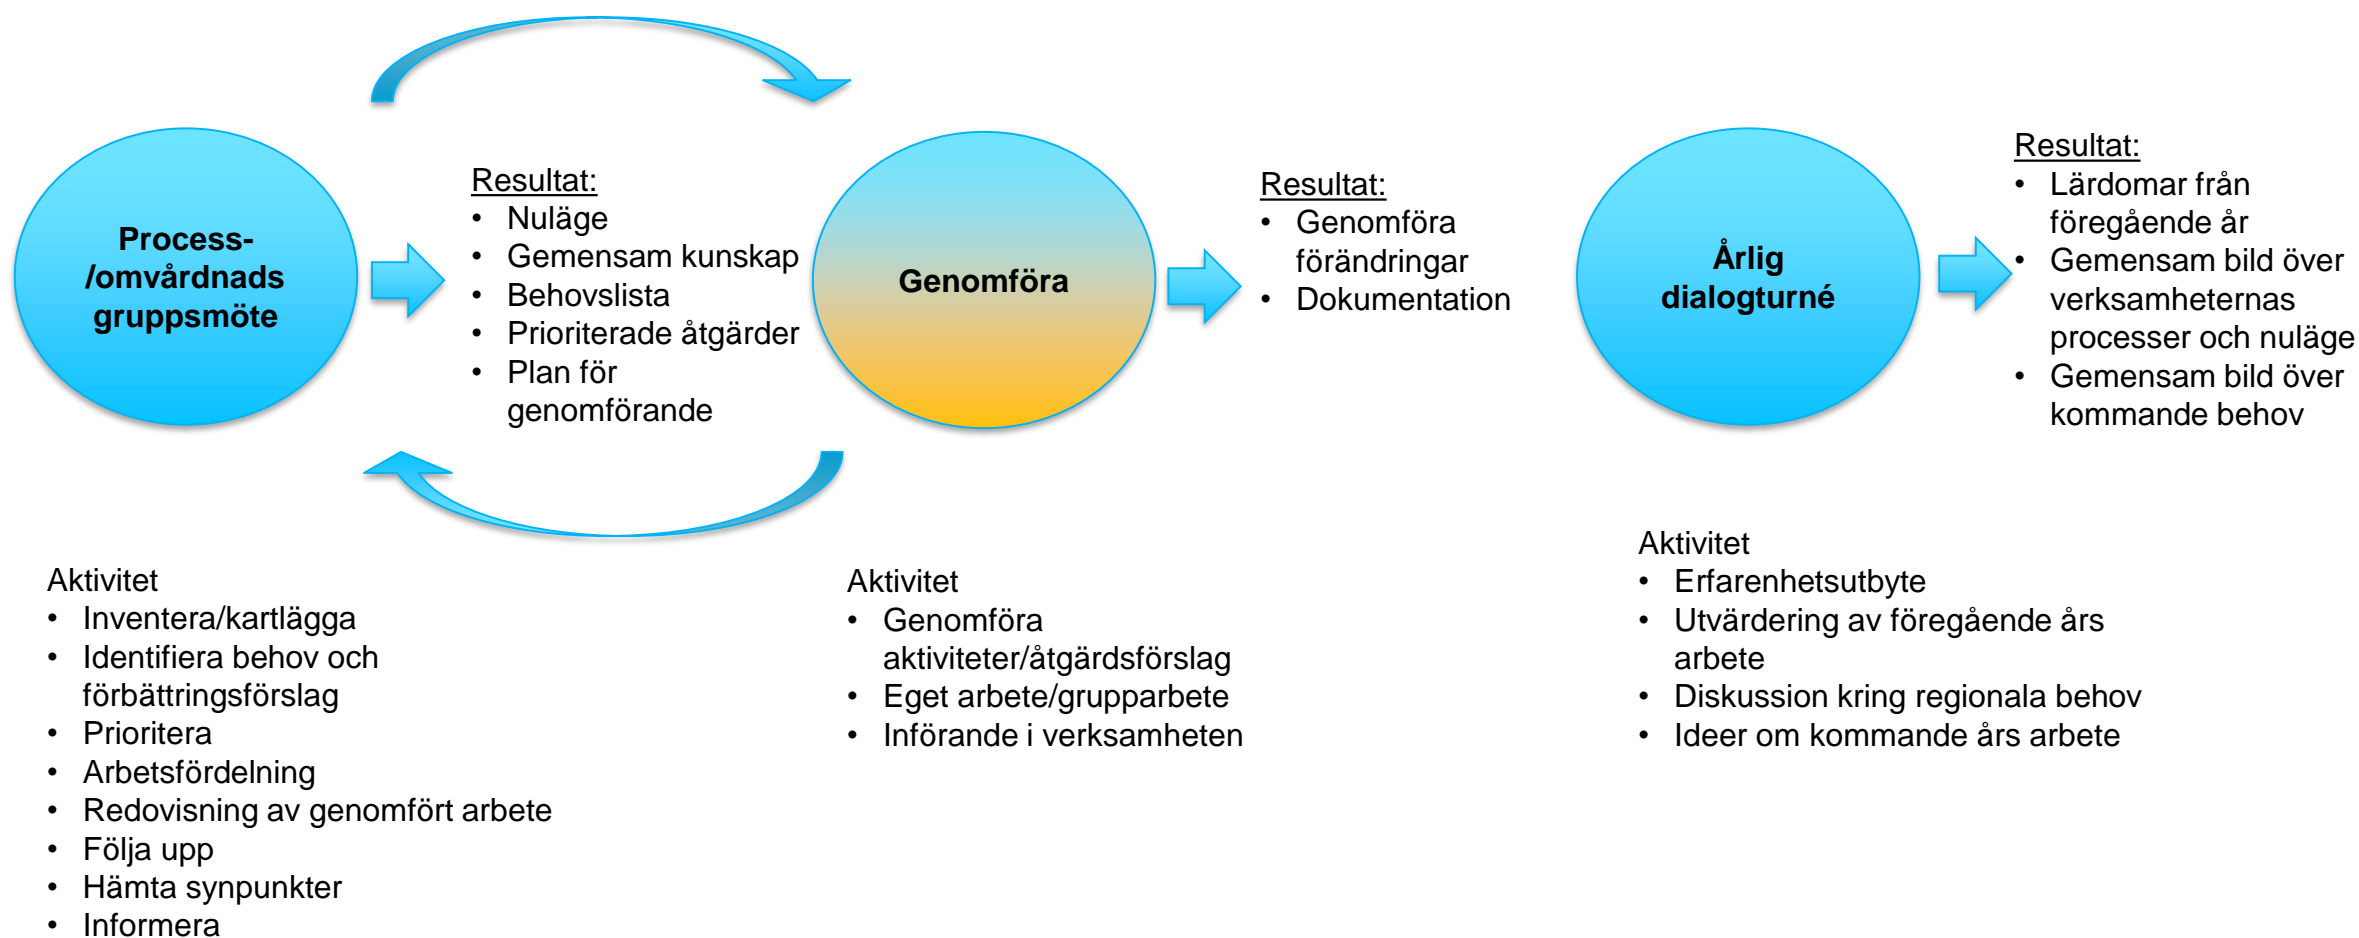 Process-
/omvårdnads
gruppsmöte
Resultat:
• Nuläge
• Gemensam kunskap
• Behovslista
• Prioriterade åtgärder
• Plan för
genomförande
Genomföra
Resultat:
• Genomföra
förändringar
• Dokumentation
Årlig
dialogturné
Resultat:
• Lärdomar från
föregående år
• Gemensam bild över
verksamheternas
processer och nuläge
• Gemensam bild över
kommande behov
Aktivitet
• Inventera/kartlägga
• Identifiera behov och
förbättringsförslag
• Prioritera
• Arbetsfördelning
• Redovisning av genomfört arbete
• Följa upp
• Hämta synpunkter
• Informera
Aktivitet
• Genomföra
aktiviteter/åtgärdsförslag
• Eget arbete/grupparbete
• Införande i verksamheten
Aktivitet
• Erfarenhetsutbyte
• Utvärdering av föregående års
arbete
• Diskussion kring regionala behov
• Ideer om kommande års arbete